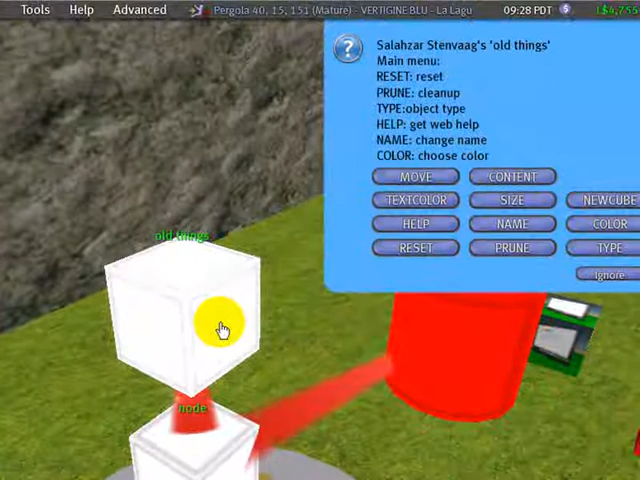 Tools Help Advanced Pergola 40, 15, 151 (Mature) - VERTIGINE BLU - La Lagu 09:28 PDT L$4,755
Salahzar Stenvaag's 'old things'
Main menu:
RESET: reset
PRUNE: cleanup
TYPE:object type
HELP: get web help
NAME: change name
COLOR: choose color
MOVE CONTENT
TEXTCOLOR SIZE NEWCUBE
HELP NAME COLOR
RESET PRUNE TYPE
Ignore
old things
node